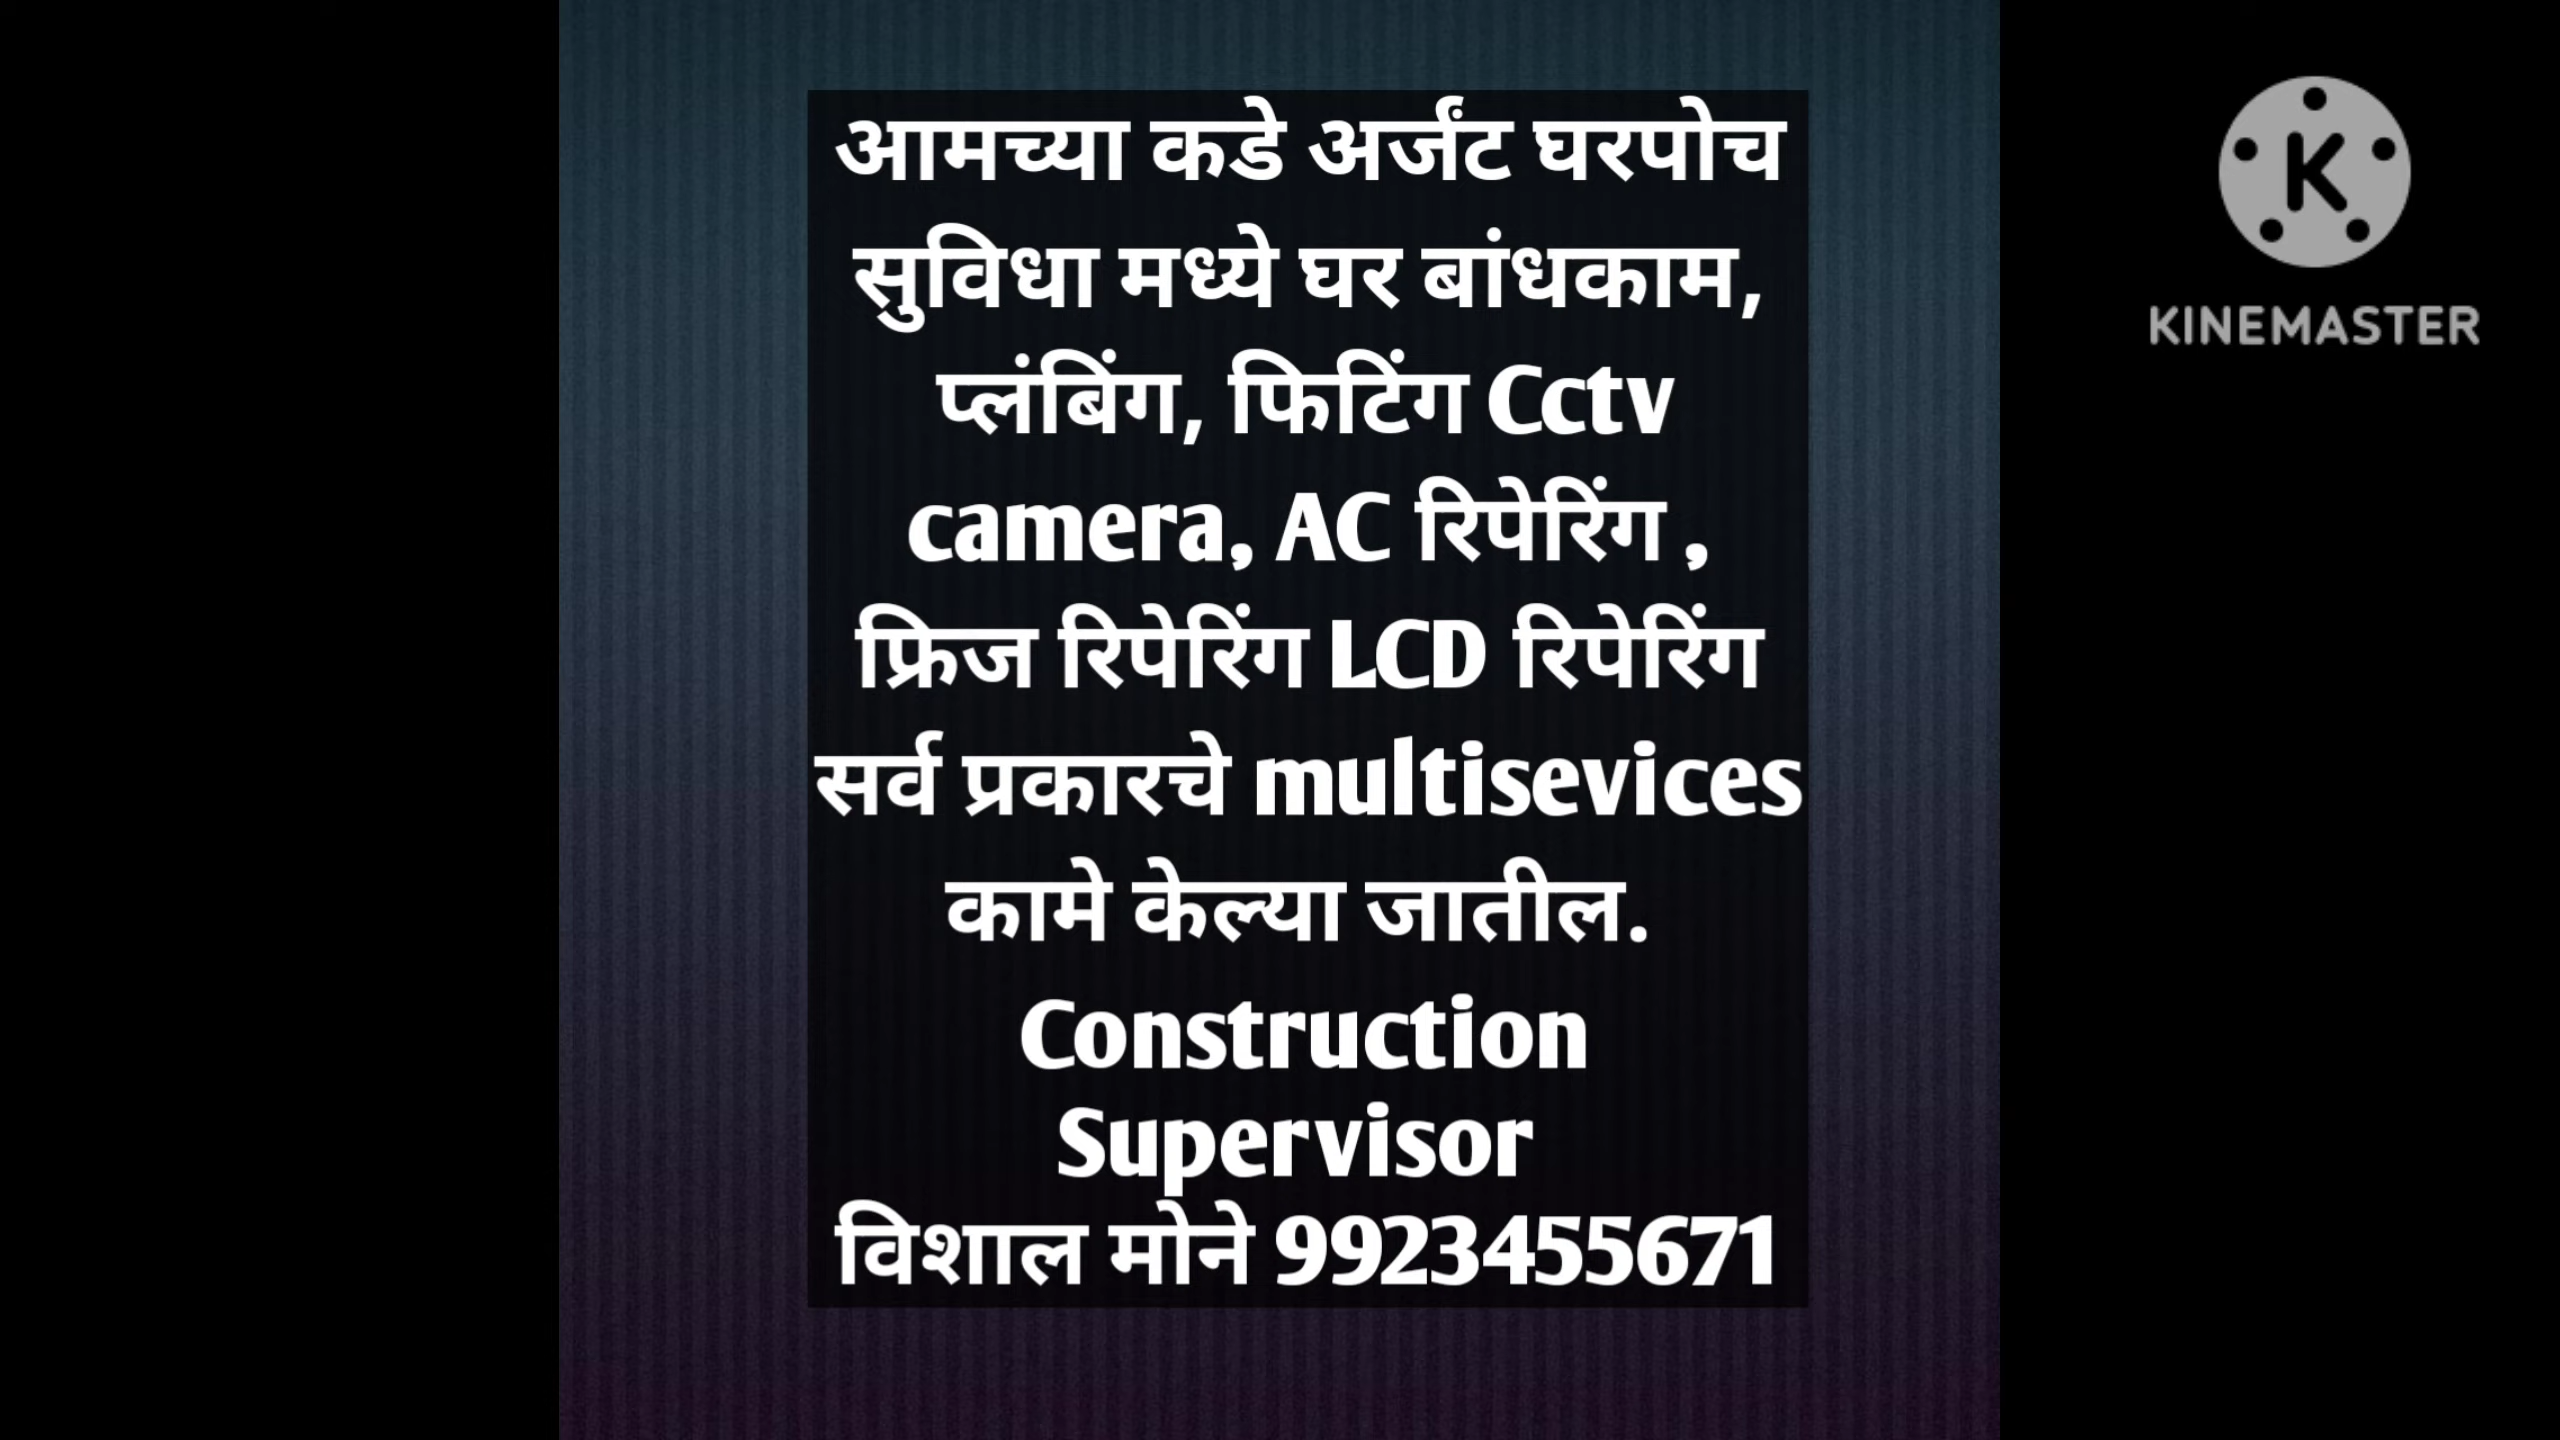 आमच्या कडे अर्जंट घरपोच
सुविधा मध्ये घर बांधकाम,
प्लंबिंग, फिटिंग Cctv
camera, AC रिपेरिंग ,
फ्रिज रिपेरिंग LCD रिपेरिंग
सर्व प्रकारचे multisevices
कामे केल्या जातील.
Construction
Supervisor
विशाल मोने 9923455671
K
KINEMASTER